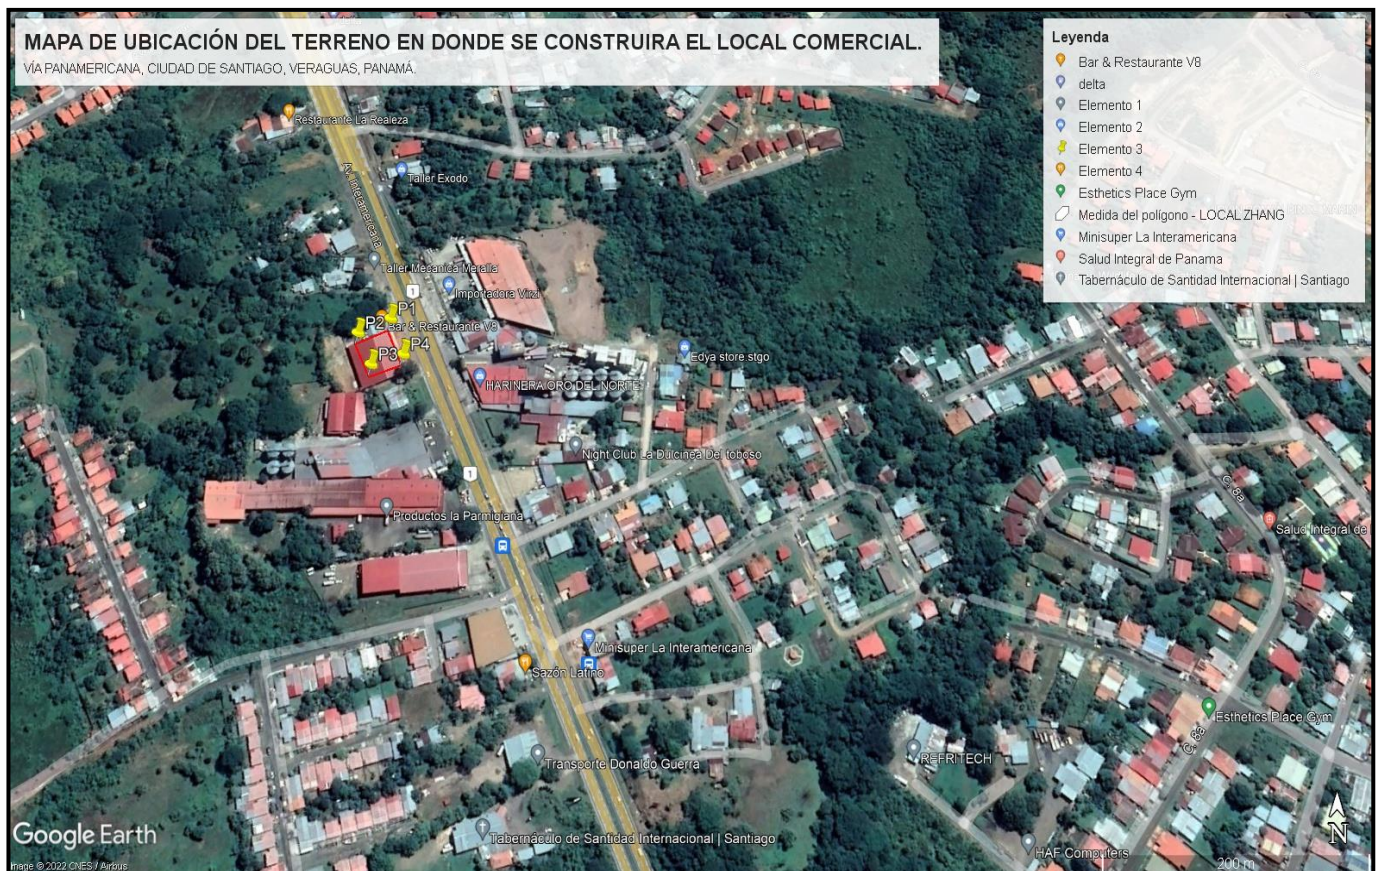 MAPA DE UBICACIÓN DEL TERRENO EN DONDE SE CONSTRUIRA EL LOCAL COMERCIAL.
VÍA PANAMERICANA, CIUDAD DE SANTIAGO, VERAGUAS, PANAMÁ.
Leyenda
Bar & Restaurante V8
delta
Elemento 1
Elemento 2
Elemento 3
Elemento 4
Esthetics Place Gym
Medida del polígono - LOCAL ZHANG
Minisuper La Interamericana
Salud Integral de Panama
Tabernáculo de Santidad Internacional | Santiago
Restaurante La Realeza
Taller Exodo
Av. Interamericana
Taller Mecanica Meralla
1
Importadora Virzi
P1
P2
Bar & Restaurante V8
P4
P3
Edya store.stgo
HARINERA ORO DEL NORTE
Night Club La Dulcinea Del toboso
1
C. 8a
Productos la Parmigiana
Salud Integral de
Minisuper La Interamericana
Sazón Latino
Esthetics Place Gym
C. 8a
Transporte Donaldo Guerra
REFRITECH
Tabernáculo de Santidad Internacional | Santiago
HAF Computers
Google Earth
N
Image © 2022 CNES / Airbus
200 m